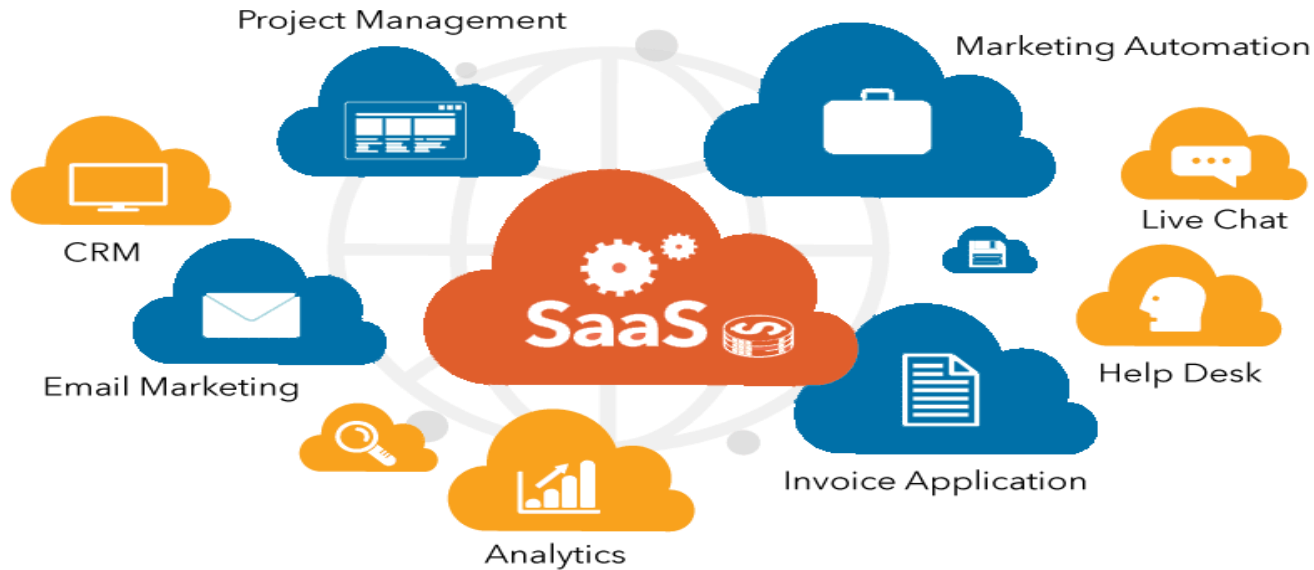 Project Management
Marketing Automation
CRM
Live Chat
SaaS
Email Marketing
Help Desk
Invoice Application
Analytics